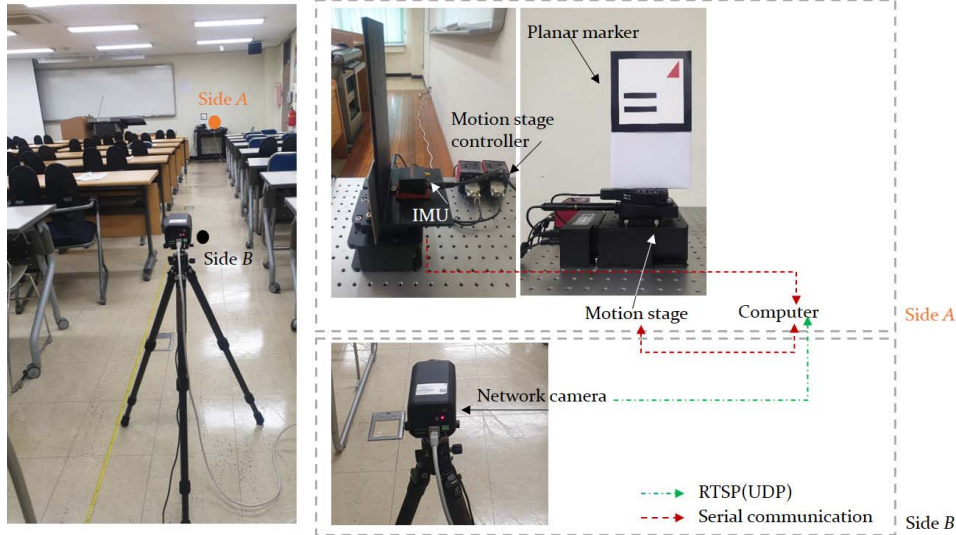 Side A
Side B
Planar marker
Motion stage
controller
IMU
Motion stage
Computer
Side A
Network camera
RTSP(UDP)
Serial communication
Side B